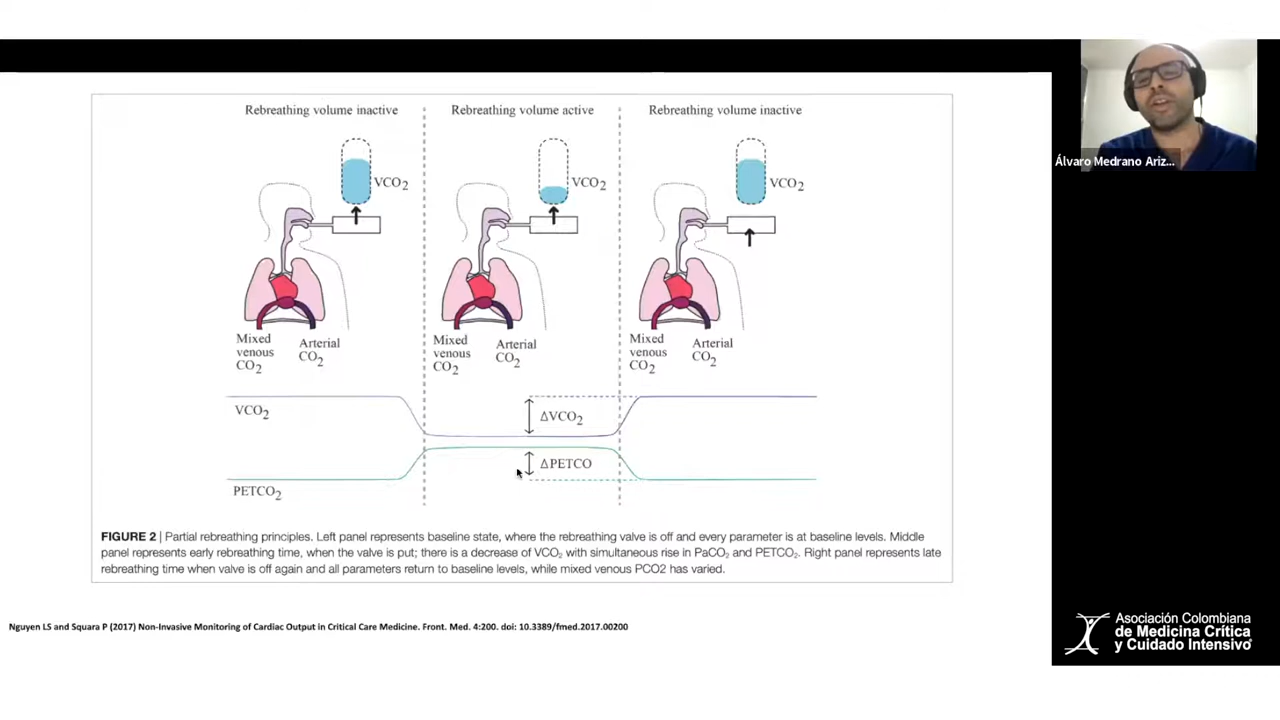 Rebreathing volume inactive
Rebreathing volume active
Rebreathing volume inactive
VCO2
VCO2
VCO2
Mixed venous CO2
Arterial CO2
Mixed venous CO2
Arterial CO2
Mixed venous CO2
Arterial CO2
VCO2
ΔVCO2
ΔPETCO
PETCO2
FIGURE 2 | Partial rebreathing principles. Left panel represents baseline state, where the rebreathing valve is off and every parameter is at baseline levels. Middle
panel represents early rebreathing time, when the valve is put; there is a decrease of VCO2 with simultaneous rise in PaCO2 and PETCO2. Right panel represents late
rebreathing time when valve is off again and all parameters return to baseline levels, while mixed venous PCO2 has varied.
Nguyen LS and Squara P (2017) Non-Invasive Monitoring of Cardiac Output in Critical Care Medicine. Front. Med. 4:200. doi: 10.3389/fmed.2017.00200
Álvaro Medrano Ariz...
Asociación Colombiana
de Medicina Crítica
y Cuidado Intensivo